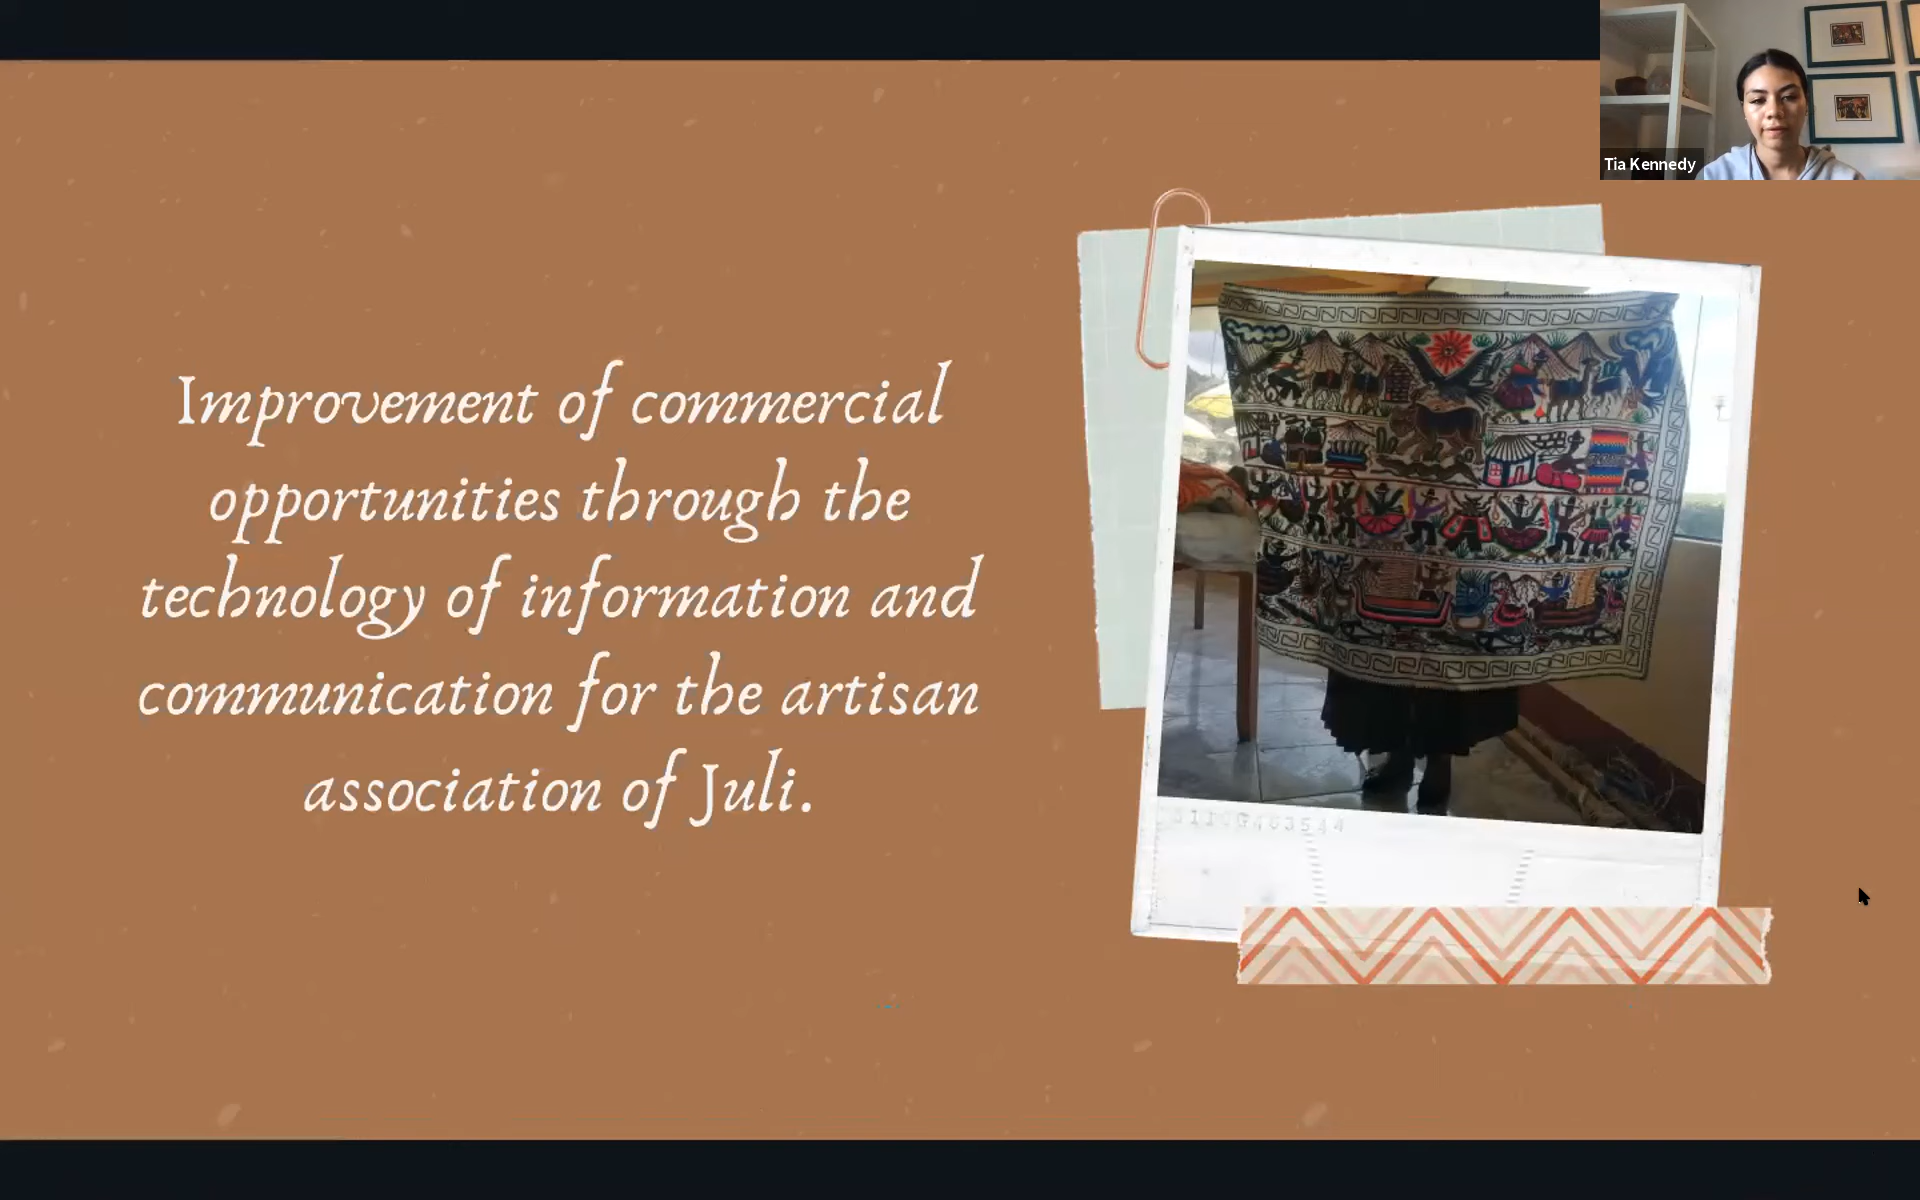 Tia Kennedy
Improvement of commercial
opportunities through the
technology of information and
communication for the artisan
association of Juli.